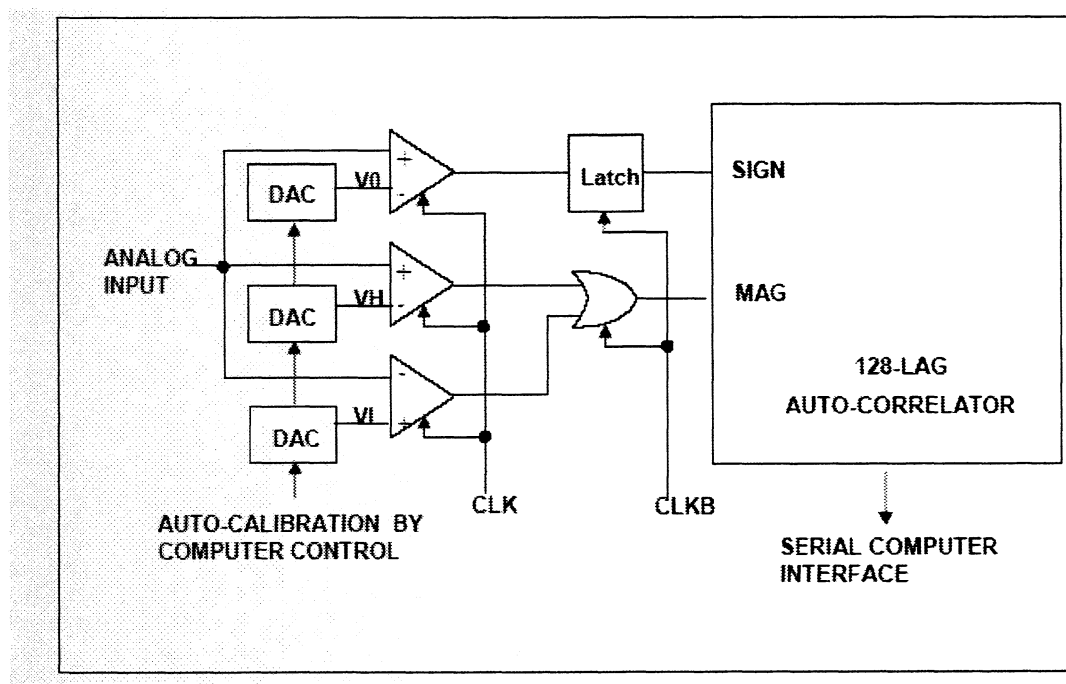 DAC
V0
+
-
Latch
SIGN
ANALOG
INPUT
DAC
VH
+
-
MAG
128-LAG
AUTO-CORRELATOR
DAC
VL
-
+
CLK
CLKB
AUTO-CALIBRATION BY
COMPUTER CONTROL
SERIAL COMPUTER
INTERFACE